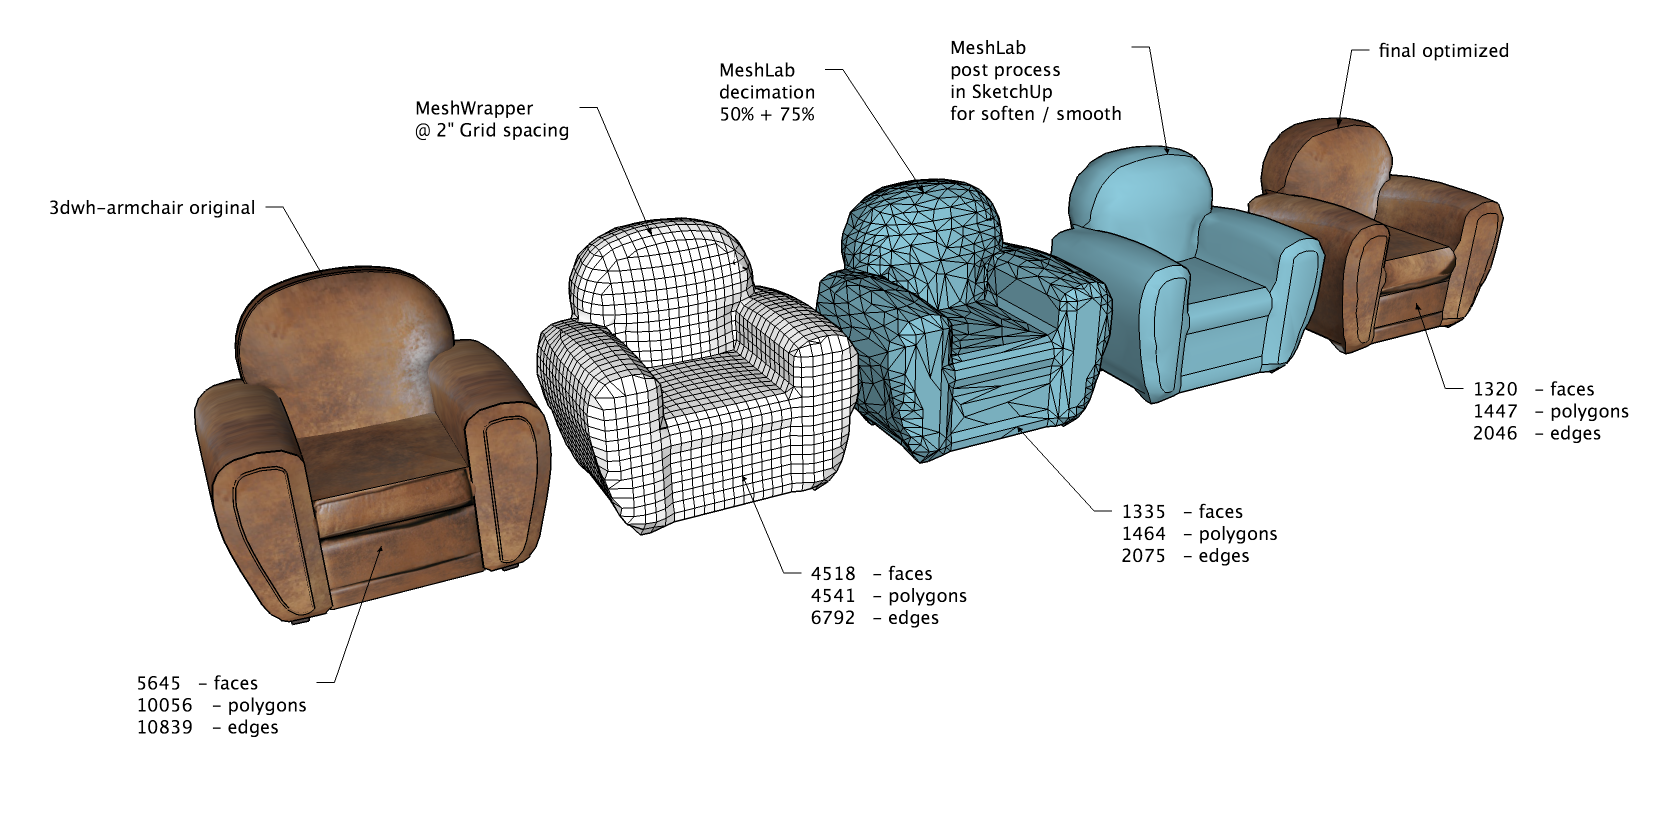 3dwh-armchair original
MeshWrapper
@ 2" Grid spacing
MeshLab
decimation
50% + 75%
MeshLab
post process
in SketchUp
for soften / smooth
final optimized
5645 - faces
10056 - polygons
10839 - edges
4518 - faces
4541 - polygons
6792 - edges
1335 - faces
1464 - polygons
2075 - edges
1320 - faces
1447 - polygons
2046 - edges